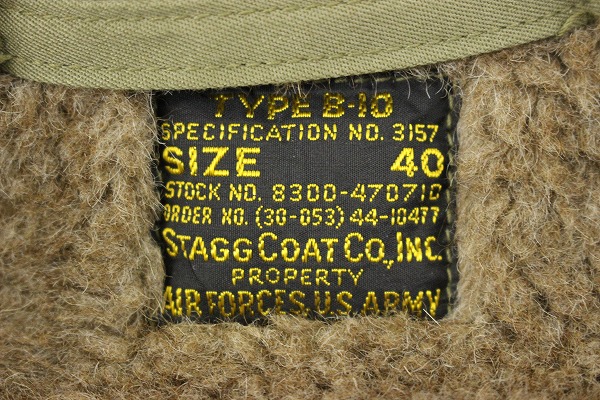 TYPE B-10
SPECIFICATION NO. 3157
SIZE 40
STOCK NO. 8300-470710
ORDER NO. (30-053) 44-10477
STAGG COAT CO., INC.
PROPERTY
AIR FORCES, U.S. ARMY